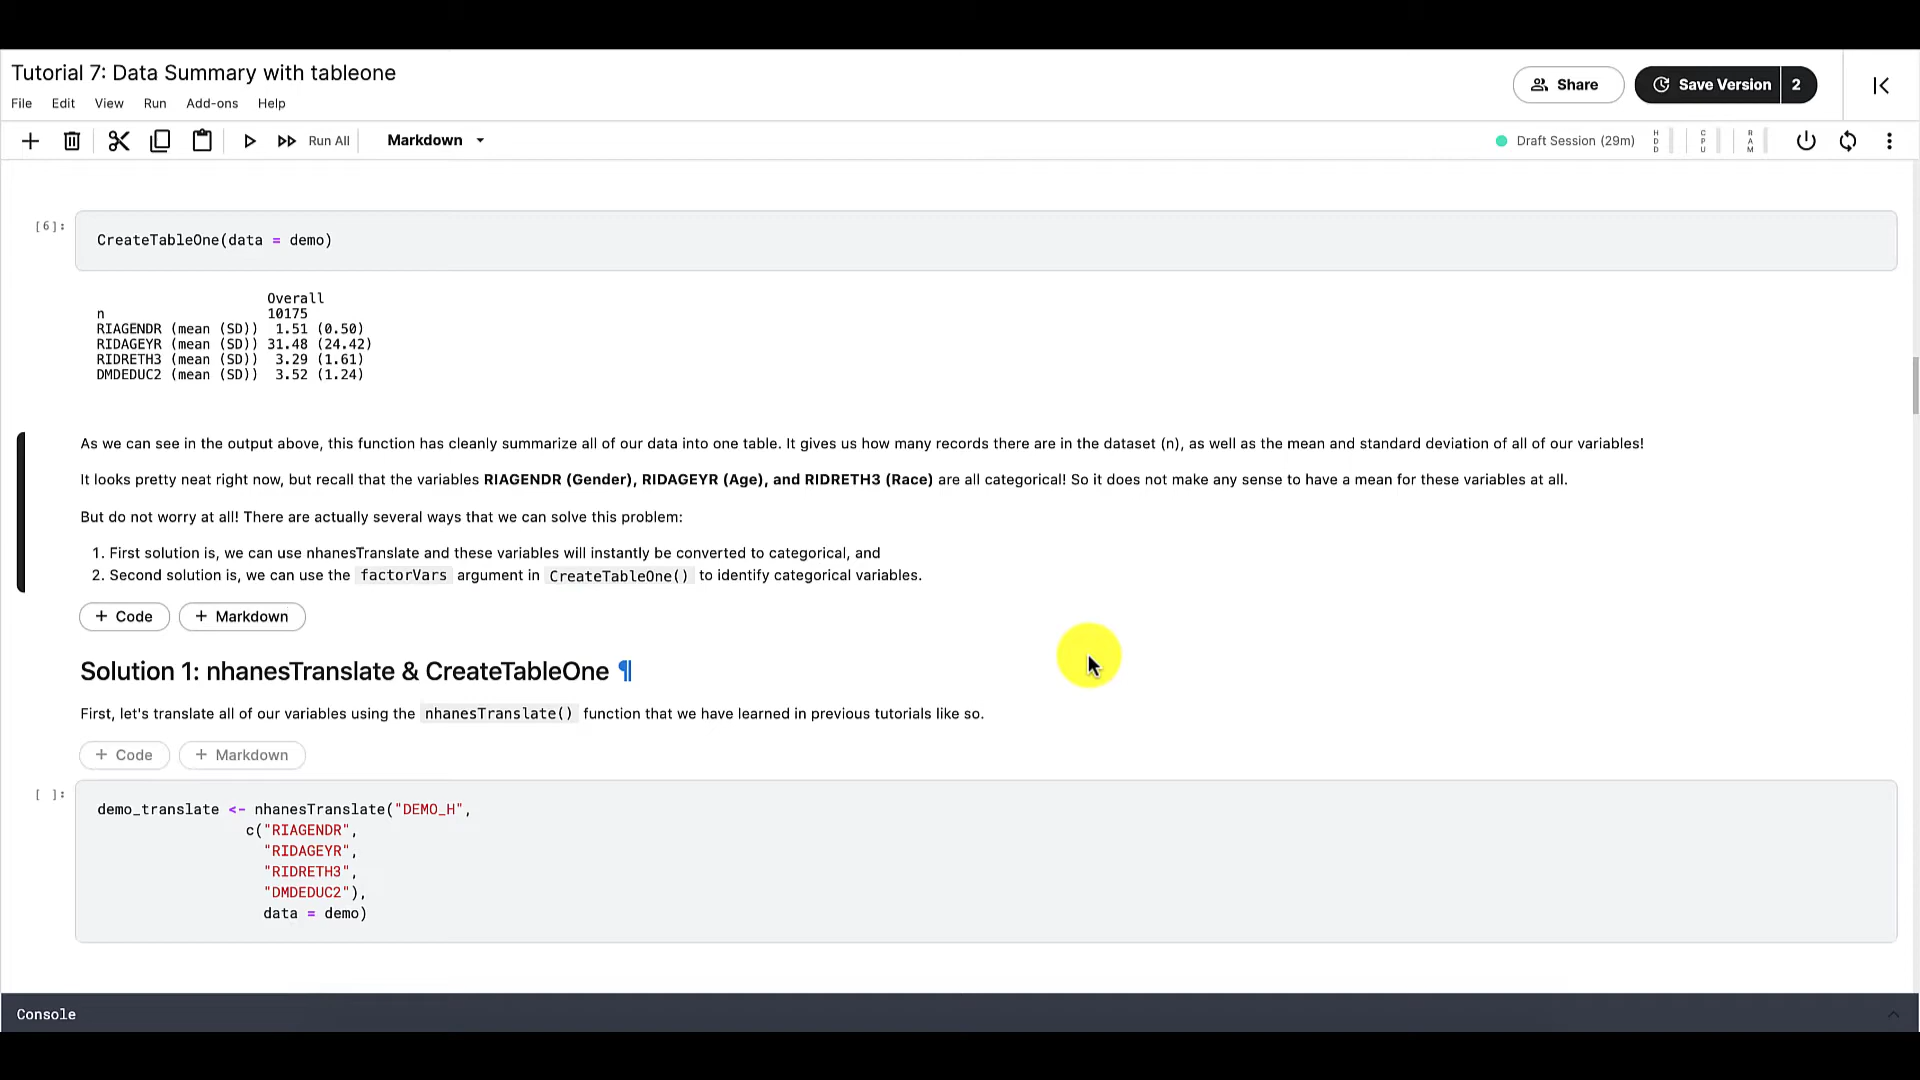 Tutorial 7: Data Summary with tableone
File Edit View Run Add-ons Help
Share
Save Version 2
Run All
Markdown
Draft Session (29m)
HDD
CPU
RAM
[6]:
CreateTableOne(data = demo)
Overall
n 10175
RIAGENDR (mean (SD)) 1.51 (0.50)
RIDAGEYR (mean (SD)) 31.48 (24.42)
RIDRETH3 (mean (SD)) 3.29 (1.61)
DMDEDUC2 (mean (SD)) 3.52 (1.24)
As we can see in the output above, this function has cleanly summarize all of our data into one table. It gives us how many records there are in the dataset (n), as well as the mean and standard deviation of all of our variables!
It looks pretty neat right now, but recall that the variables RIAGENDR (Gender), RIDAGEYR (Age), and RIDRETH3 (Race) are all categorical! So it does not make any sense to have a mean for these variables at all.
But do not worry at all! There are actually several ways that we can solve this problem:
1. First solution is, we can use nhanesTranslate and these variables will instantly be converted to categorical, and
2. Second solution is, we can use the factorVars argument in CreateTableOne() to identify categorical variables.
+ Code + Markdown
Solution 1: nhanesTranslate & CreateTableOne ¶
First, let's translate all of our variables using the nhanesTranslate() function that we have learned in previous tutorials like so.
+ Code + Markdown
[ ]:
demo_translate <- nhanesTranslate("DEMO_H",
c("RIAGENDR",
"RIDAGEYR",
"RIDRETH3",
"DMDEDUC2"),
data = demo)
Console